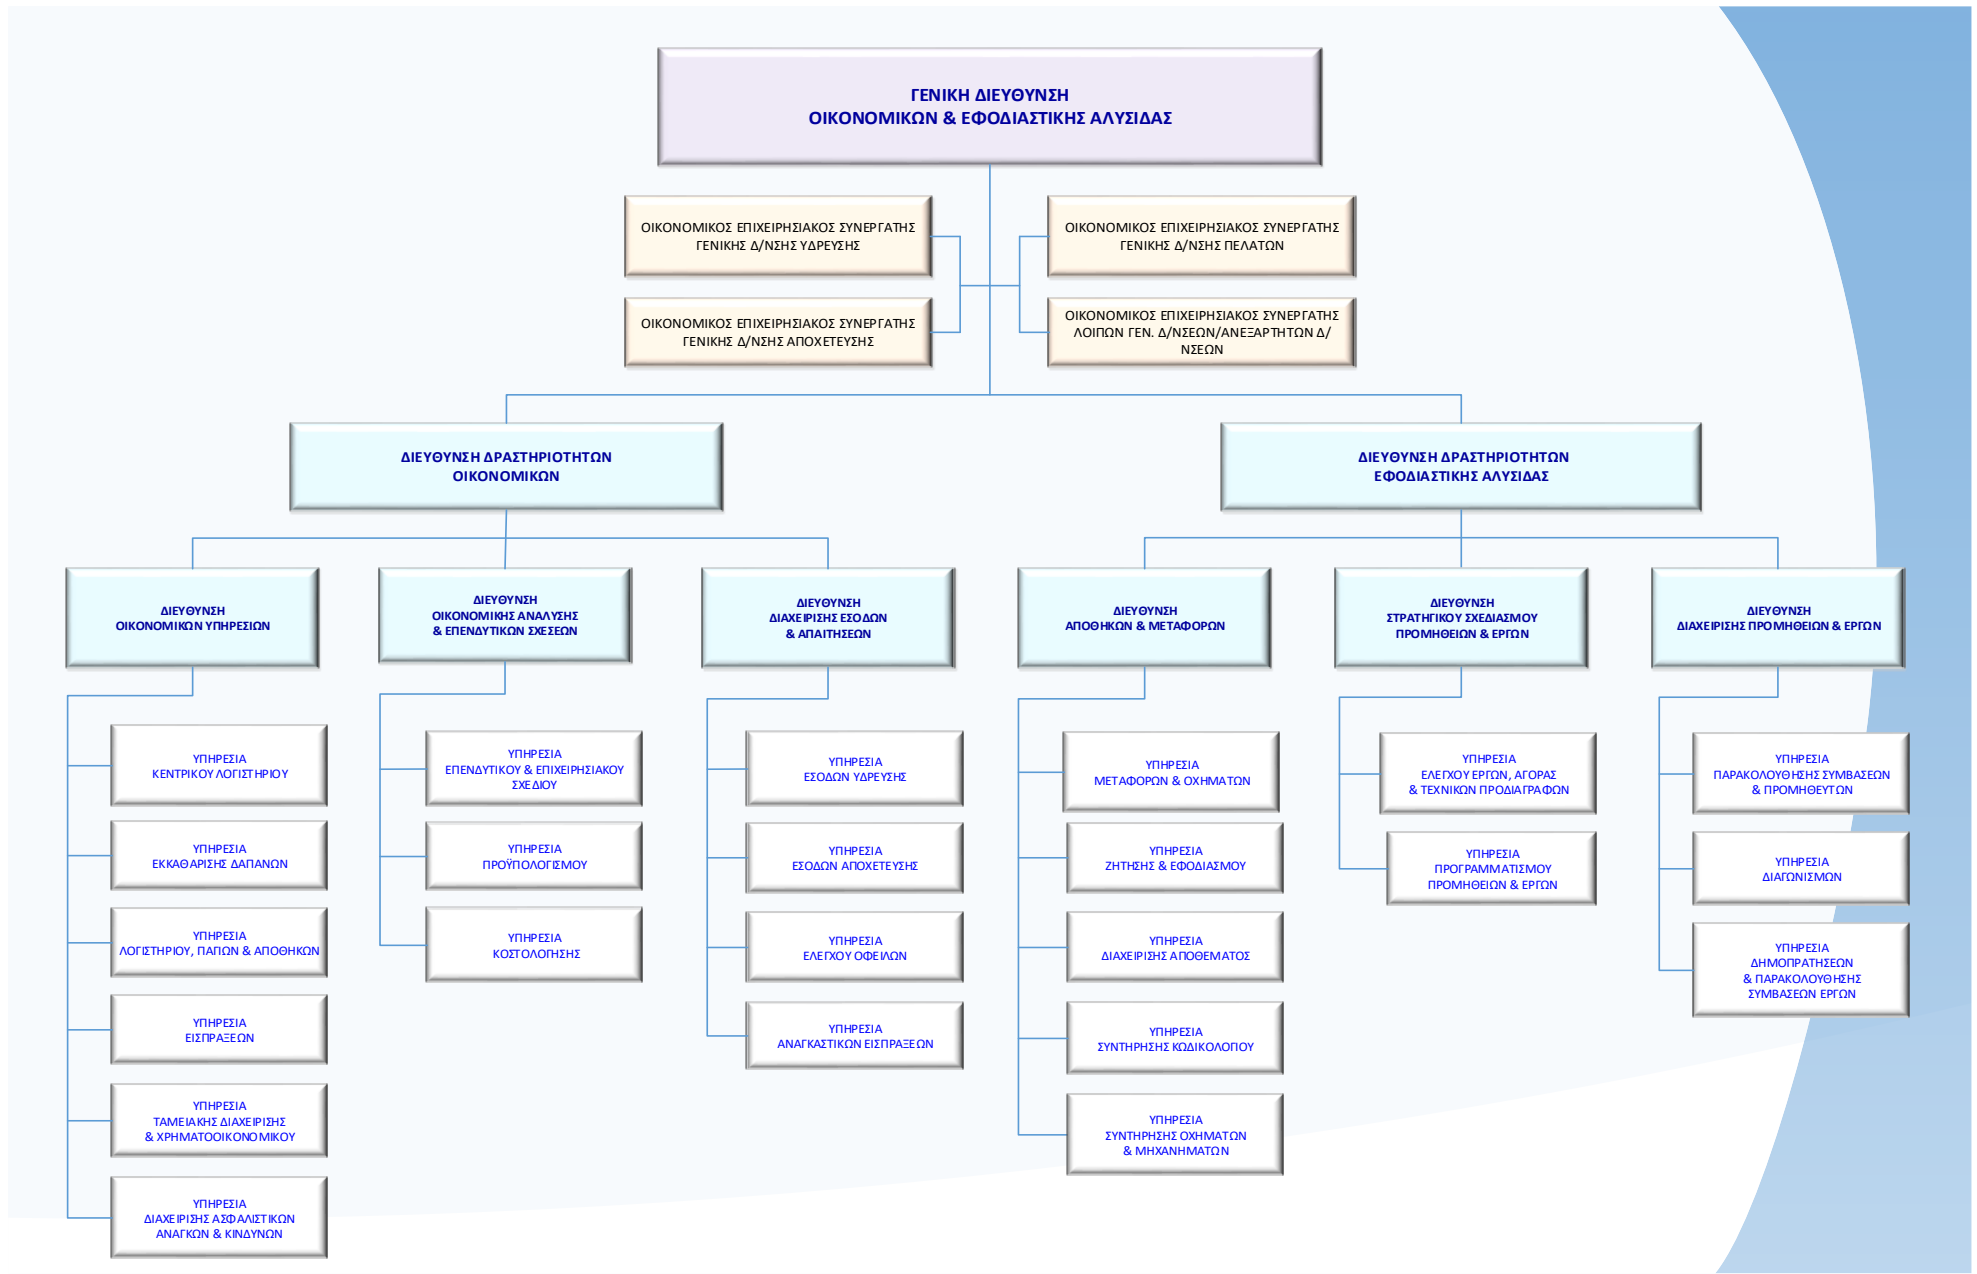 ΓΕΝΙΚΗ ΔΙΕΥΘΥΝΣΗ
ΟΙΚΟΝΟΜΙΚΩΝ & ΕΦΟΔΙΑΣΤΙΚΗΣ ΑΛΥΣΙΔΑΣ
ΟΙΚΟΝΟΜΙΚΟΣ ΕΠΙΧΕΙΡΗΣΙΑΚΟΣ ΣΥΝΕΡΓΑΤΗΣ
ΓΕΝΙΚΗΣ Δ/ΝΣΗΣ ΥΔΡΕΥΣΗΣ
ΟΙΚΟΝΟΜΙΚΟΣ ΕΠΙΧΕΙΡΗΣΙΑΚΟΣ ΣΥΝΕΡΓΑΤΗΣ
ΓΕΝΙΚΗΣ Δ/ΝΣΗΣ ΠΕΛΑΤΩΝ
ΟΙΚΟΝΟΜΙΚΟΣ ΕΠΙΧΕΙΡΗΣΙΑΚΟΣ ΣΥΝΕΡΓΑΤΗΣ
ΓΕΝΙΚΗΣ Δ/ΝΣΗΣ ΑΠΟΧΕΤΕΥΣΗΣ
ΟΙΚΟΝΟΜΙΚΟΣ ΕΠΙΧΕΙΡΗΣΙΑΚΟΣ ΣΥΝΕΡΓΑΤΗΣ
ΛΟΙΠΩΝ ΓΕΝ. Δ/ΝΣΕΩΝ/ΑΝΕΞΑΡΤΗΤΩΝ Δ/
ΝΣΕΩΝ
ΔΙΕΥΘΥΝΣΗ ΔΡΑΣΤΗΡΙΟΤΗΤΩΝ
ΟΙΚΟΝΟΜΙΚΩΝ
ΔΙΕΥΘΥΝΣΗ ΔΡΑΣΤΗΡΙΟΤΗΤΩΝ
ΕΦΟΔΙΑΣΤΙΚΗΣ ΑΛΥΣΙΔΑΣ
ΔΙΕΥΘΥΝΣΗ
ΟΙΚΟΝΟΜΙΚΩΝ ΥΠΗΡΕΣΙΩΝ
ΔΙΕΥΘΥΝΣΗ
ΟΙΚΟΝΟΜΙΚΗΣ ΑΝΑΛΥΣΗΣ
& ΕΠΕΝΔΥΤΙΚΩΝ ΣΧΕΣΕΩΝ
ΔΙΕΥΘΥΝΣΗ
ΔΙΑΧΕΙΡΙΣΗΣ ΕΣΟΔΩΝ
& ΑΠΑΙΤΗΣΕΩΝ
ΔΙΕΥΘΥΝΣΗ
ΑΠΟΘΗΚΩΝ & ΜΕΤΑΦΟΡΩΝ
ΔΙΕΥΘΥΝΣΗ
ΣΤΡΑΤΗΓΙΚΟΥ ΣΧΕΔΙΑΣΜΟΥ
ΠΡΟΜΗΘΕΙΩΝ & ΕΡΓΩΝ
ΔΙΕΥΘΥΝΣΗ
ΔΙΑΧΕΙΡΙΣΗΣ ΠΡΟΜΗΘΕΙΩΝ & ΕΡΓΩΝ
ΥΠΗΡΕΣΙΑ
ΚΕΝΤΡΙΚΟΥ ΛΟΓΙΣΤΗΡΙΟΥ
ΥΠΗΡΕΣΙΑ
ΕΚΚΑΘΑΡΙΣΗΣ ΔΑΠΑΝΩΝ
ΥΠΗΡΕΣΙΑ
ΛΟΓΙΣΤΗΡΙΟΥ, ΠΑΓΙΩΝ & ΑΠΟΘΗΚΩΝ
ΥΠΗΡΕΣΙΑ
ΕΙΣΠΡΑΞΕΩΝ
ΥΠΗΡΕΣΙΑ
ΤΑΜΕΙΑΚΗΣ ΔΙΑΧΕΙΡΙΣΗΣ
& ΧΡΗΜΑΤΟΟΙΚΟΝΟΜΙΚΟΥ
ΥΠΗΡΕΣΙΑ
ΔΙΑΧΕΙΡΙΣΗΣ ΑΣΦΑΛΙΣΤΙΚΩΝ
ΑΝΑΓΚΩΝ & ΚΙΝΔΥΝΩΝ
ΥΠΗΡΕΣΙΑ
ΕΠΕΝΔΥΤΙΚΟΥ & ΕΠΙΧΕΙΡΗΣΙΑΚΟΥ
ΣΧΕΔΙΟΥ
ΥΠΗΡΕΣΙΑ
ΠΡΟΫΠΟΛΟΓΙΣΜΟΥ
ΥΠΗΡΕΣΙΑ
ΚΟΣΤΟΛΟΓΗΣΗΣ
ΥΠΗΡΕΣΙΑ
ΕΣΟΔΩΝ ΥΔΡΕΥΣΗΣ
ΥΠΗΡΕΣΙΑ
ΕΣΟΔΩΝ ΑΠΟΧΕΤΕΥΣΗΣ
ΥΠΗΡΕΣΙΑ
ΕΛΕΓΧΟΥ ΟΦΕΙΛΩΝ
ΥΠΗΡΕΣΙΑ
ΑΝΑΓΚΑΣΤΙΚΩΝ ΕΙΣΠΡΑΞΕΩΝ
ΥΠΗΡΕΣΙΑ
ΜΕΤΑΦΟΡΩΝ & ΟΧΗΜΑΤΩΝ
ΥΠΗΡΕΣΙΑ
ΖΗΤΗΣΗΣ & ΕΦΟΔΙΑΣΜΟΥ
ΥΠΗΡΕΣΙΑ
ΔΙΑΧΕΙΡΙΣΗΣ ΑΠΟΘΕΜΑΤΟΣ
ΥΠΗΡΕΣΙΑ
ΣΥΝΤΗΡΗΣΗΣ ΚΩΔΙΚΟΛΟΓΙΟΥ
ΥΠΗΡΕΣΙΑ
ΣΥΝΤΗΡΗΣΗΣ ΟΧΗΜΑΤΩΝ
& ΜΗΧΑΝΗΜΑΤΩΝ
ΥΠΗΡΕΣΙΑ
ΕΛΕΓΧΟΥ ΕΡΓΩΝ, ΑΓΟΡΑΣ
& ΤΕΧΝΙΚΩΝ ΠΡΟΔΙΑΓΡΑΦΩΝ
ΥΠΗΡΕΣΙΑ
ΠΡΟΓΡΑΜΜΑΤΙΣΜΟΥ
ΠΡΟΜΗΘΕΙΩΝ & ΕΡΓΩΝ
ΥΠΗΡΕΣΙΑ
ΠΑΡΑΚΟΛΟΥΘΗΣΗΣ ΣΥΜΒΑΣΕΩΝ
& ΠΡΟΜΗΘΕΥΤΩΝ
ΥΠΗΡΕΣΙΑ
ΔΙΑΓΩΝΙΣΜΩΝ
ΥΠΗΡΕΣΙΑ
ΔΗΜΟΠΡΑΤΗΣΕΩΝ
& ΠΑΡΑΚΟΛΟΥΘΗΣΗΣ
ΣΥΜΒΑΣΕΩΝ ΕΡΓΩΝ